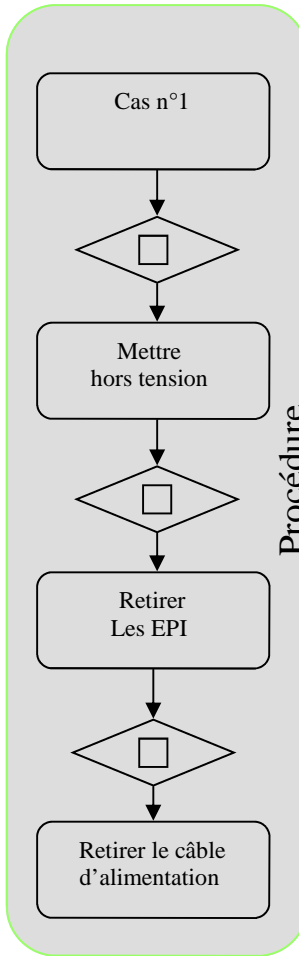 Cas n°1
Mettre
hors tension
Procédure
Retirer
Les EPI
Retirer le câble
d’alimentation